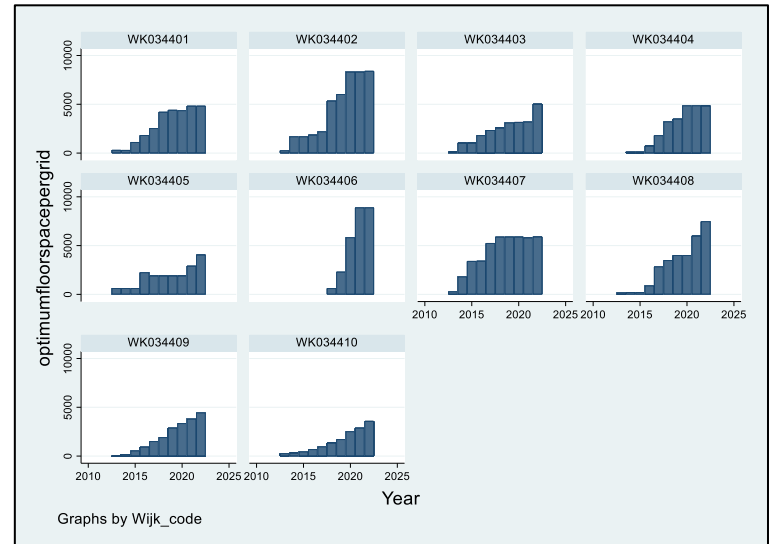 WK034401 WK034402 WK034403 WK034404
10000
5000
0
WK034405 WK034406 WK034407 WK034408
10000
5000
0
2010 2015 2020 2025 2010 2015 2020 2025
WK034409 WK034410
10000
5000
0
2010 2015 2020 2025 2010 2015 2020 2025
optimumfloorspacepergrid
Year
Graphs by Wijk_code